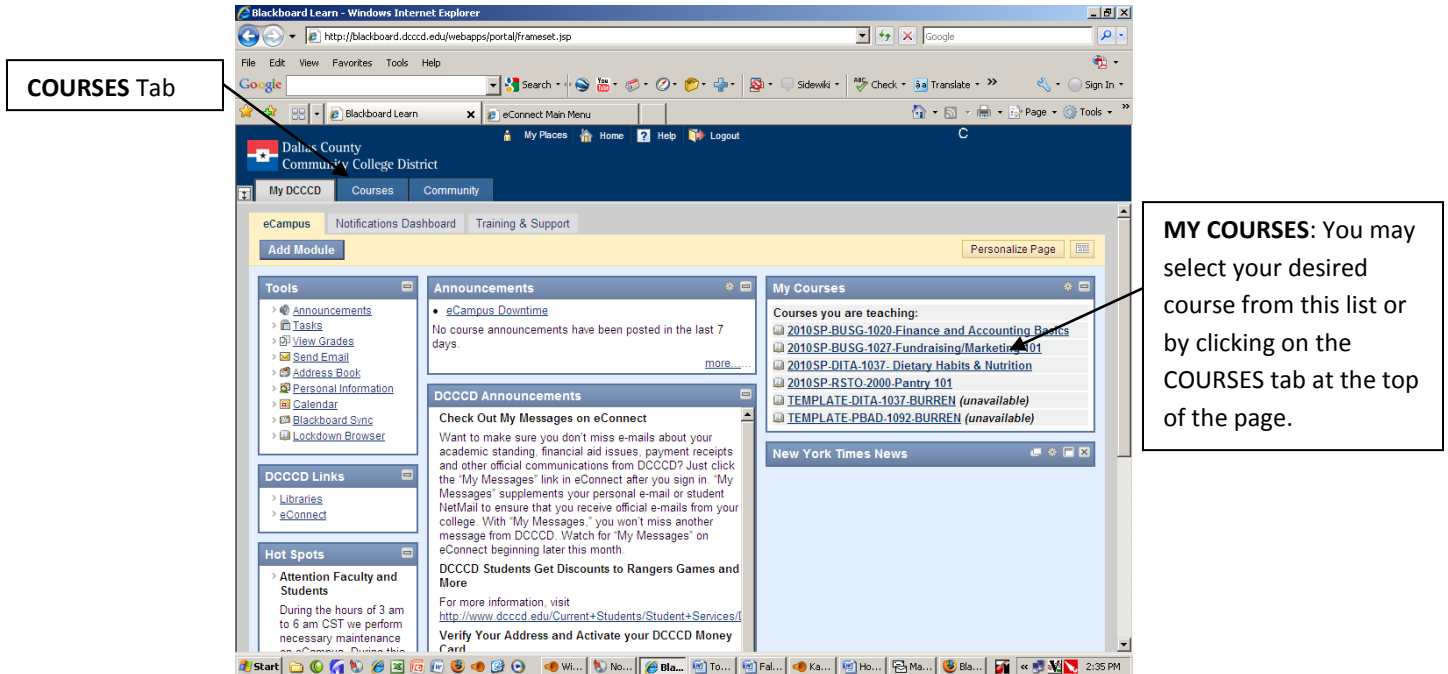 Blackboard Learn - Windows Internet Explorer
http://blackboard.dcccd.edu/webapps/portal/frameset.jsp
Google
File Edit View Favorites Tools Help
Google Search Sidewiki Check Translate Sign In
Blackboard Learn eConnect Main Menu Page Tools
COURSES Tab
My Places Home Help Logout C
Dallas County
Community College District
My DCCCD Courses Community
eCampus Notifications Dashboard Training & Support
Add Module Personalize Page
Tools
Announcements
Tasks
View Grades
Send Email
Address Book
Personal Information
Calendar
Blackboard Sync
Lockdown Browser
DCCCD Links
Libraries
eConnect
Hot Spots
Attention Faculty and
Students
During the hours of 3 am
to 6 am CST we perform
necessary maintenance
on eCampus. During this
Announcements
eCampus Downtime
No course announcements have been posted in the last 7
days.
more......
DCCCD Announcements
Check Out My Messages on eConnect
Want to make sure you don't miss e-mails about your
academic standing, financial aid issues, payment receipts
and other official communications from DCCCD? Just click
the "My Messages" link in eConnect after you sign in. "My
Messages" supplements your personal e-mail or student
NetMail to ensure that you receive official e-mails from your
college. With "My Messages," you won't miss another
message from DCCCD. Watch for "My Messages" on
eConnect beginning later this month.
DCCCD Students Get Discounts to Rangers Games and
More
For more information, visit
http://www.dcccd.edu/Current+Students/Student+Services/
Verify Your Address and Activate your DCCCD Money
Card
My Courses
Courses you are teaching:
2010SP-BUSG-1020-Finance and Accounting Basics
2010SP-BUSG-1027-Fundraising/Marketing 101
2010SP-DITA-1037- Dietary Habits & Nutrition
2010SP-RSTO-2000-Pantry 101
TEMPLATE-DITA-1037-BURREN (unavailable)
TEMPLATE-PBAD-1092-BURREN (unavailable)
New York Times News
MY COURSES: You may
select your desired
course from this list or
by clicking on the
COURSES tab at the top
of the page.
Start Wi... No... Bla... To... Fal... Ka... Ho... Ma... Bla... 2:35 PM